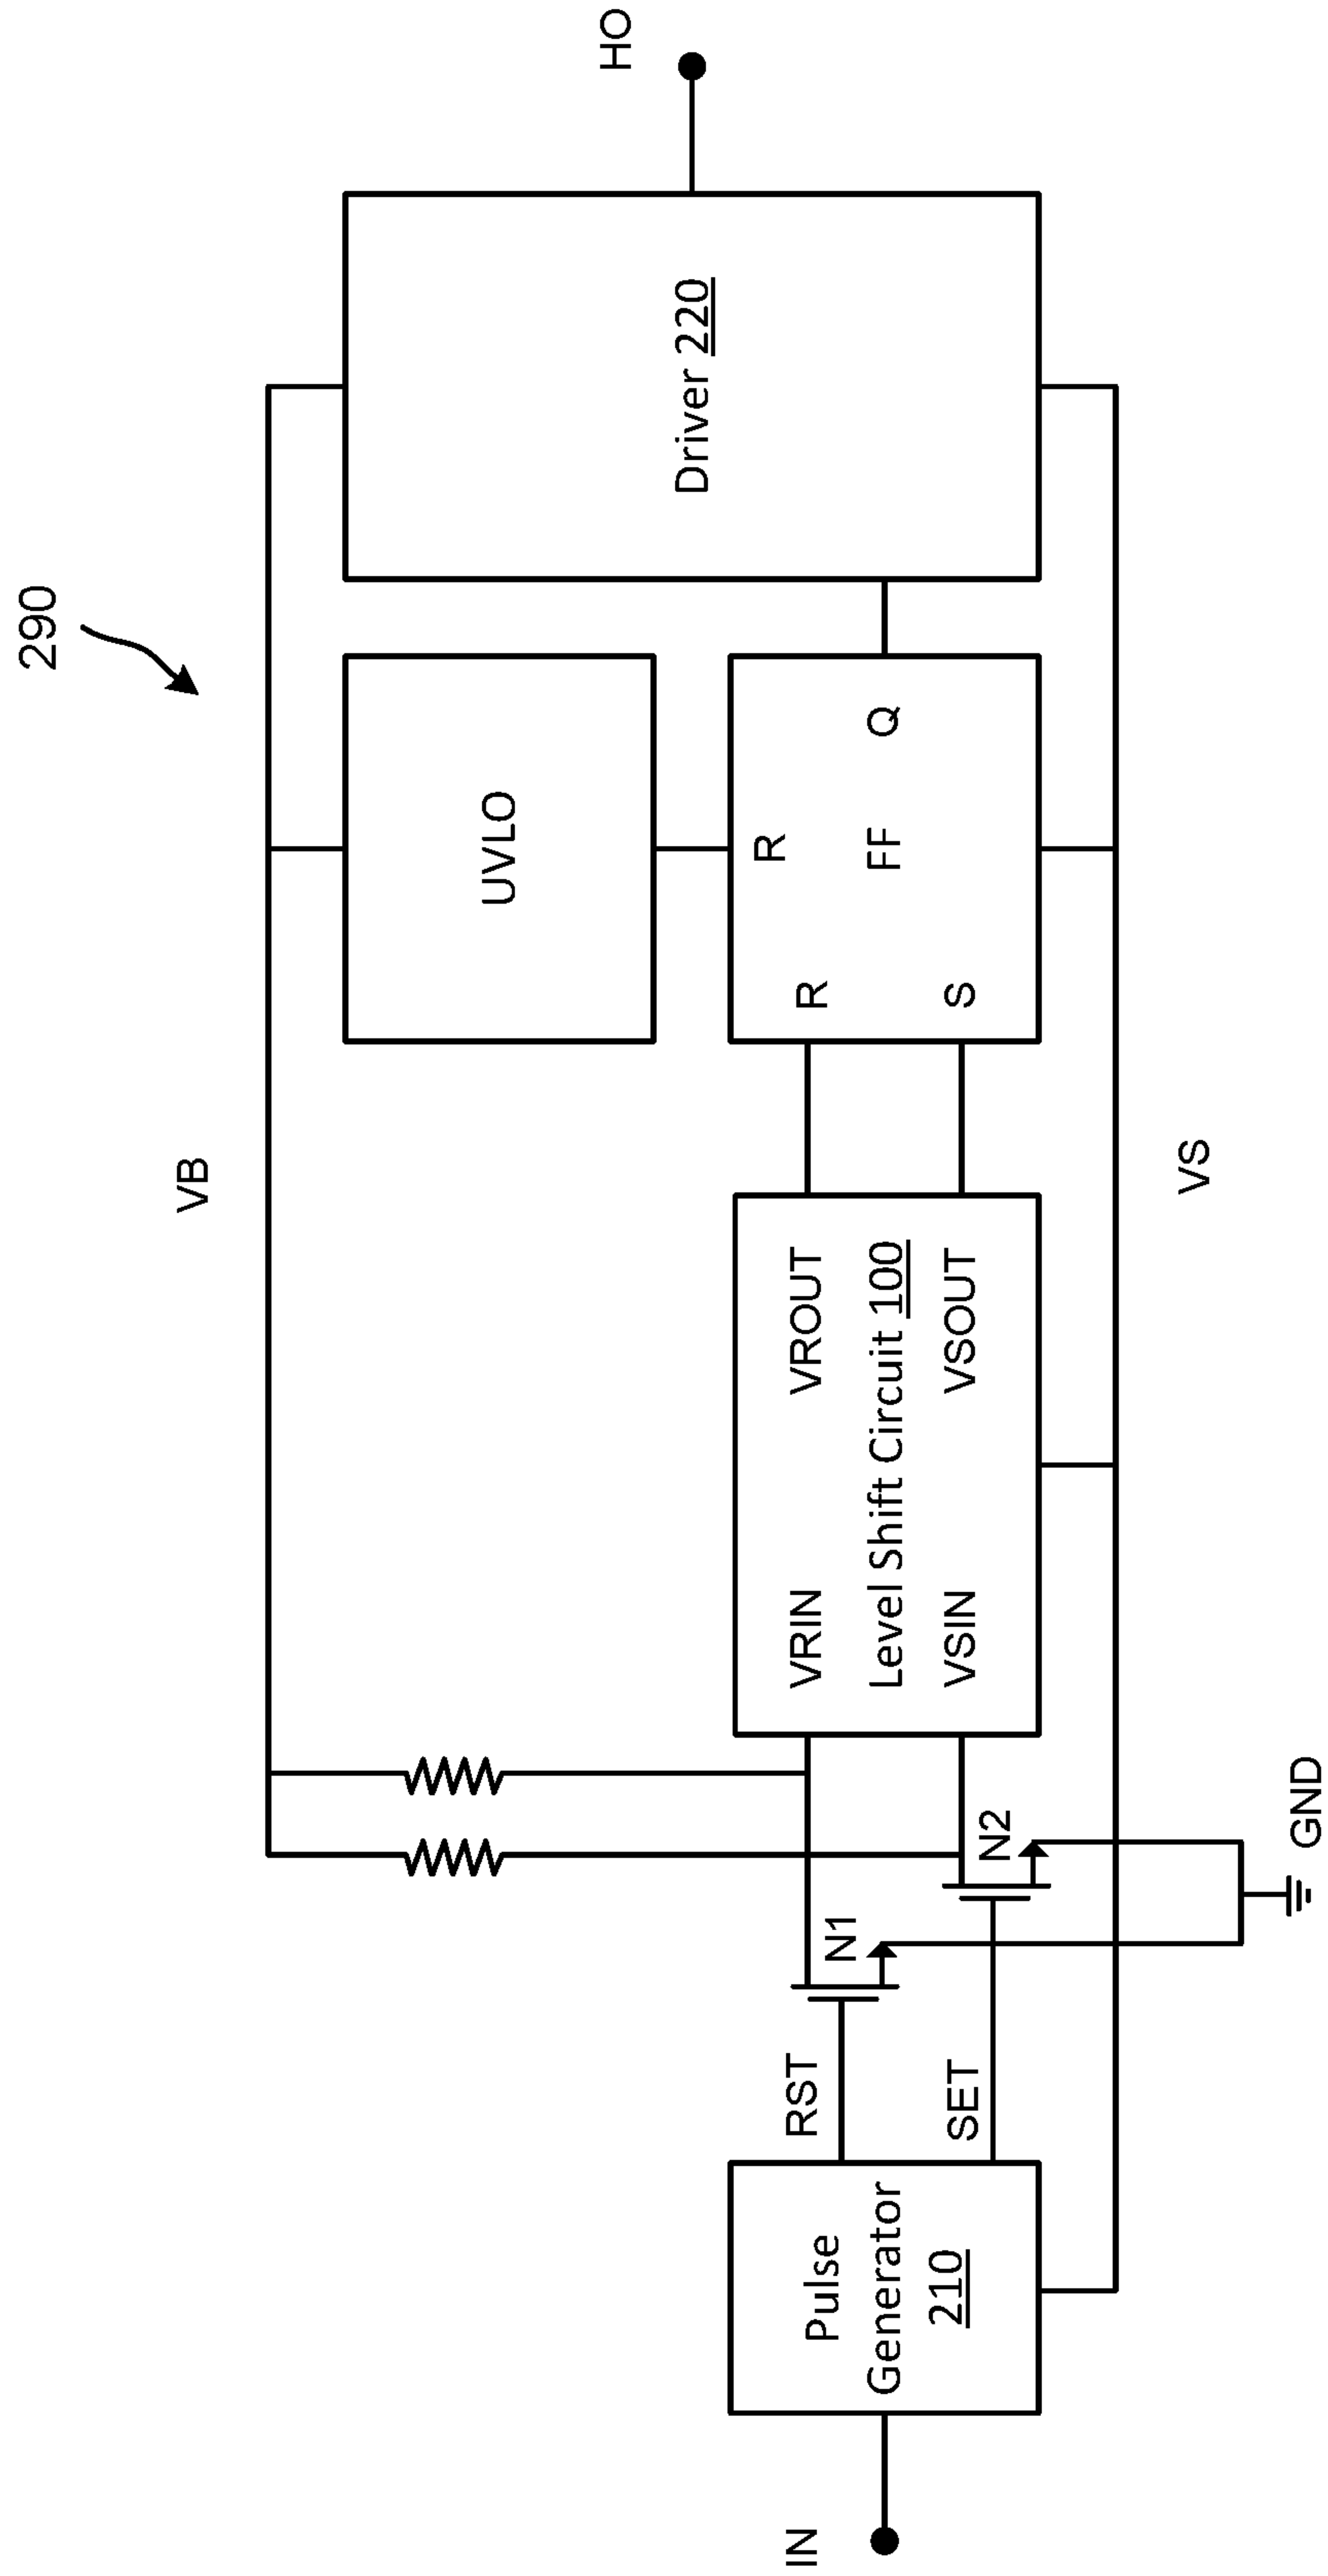 290
VB
HO
UVLO
Driver 220
R
R
FF
Q
S
VRIN
VROUT
Level Shift Circuit 100
VSIN
VSOUT
N1
N2
RST
SET
Pulse
Generator
210
IN
VS
GND